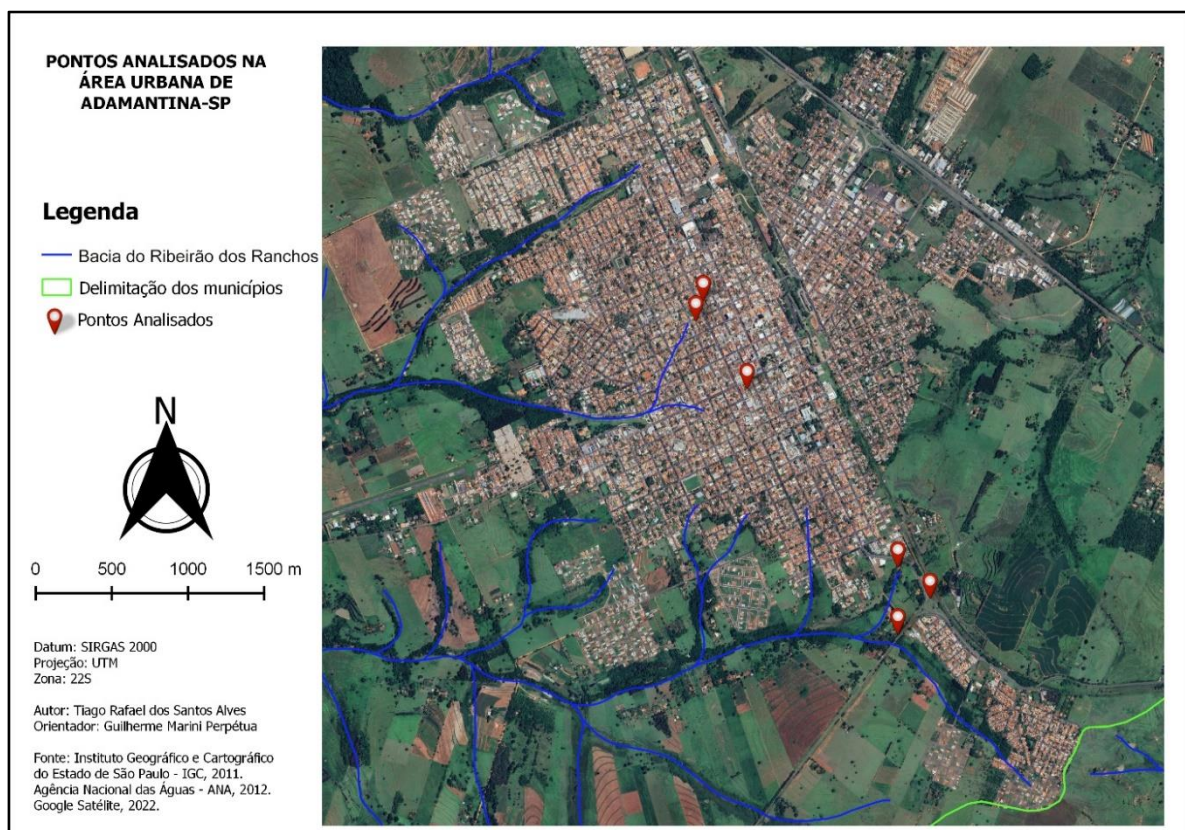 PONTOS ANALISADOS NA
ÁREA URBANA DE
ADAMANTINA-SP
Legenda
Bacia do Ribeirão dos Ranchos
Delimitação dos municípios
Pontos Analisados
N
0 500 1000 1500 m
Datum: SIRGAS 2000
Projeção: UTM
Zona: 22S
Autor: Tiago Rafael dos Santos Alves
Orientador: Guilherme Marini Perpétua
Fonte: Instituto Geográfico e Cartográfico
do Estado de São Paulo - IGC, 2011.
Agência Nacional das Águas - ANA, 2012.
Google Satélite, 2022.